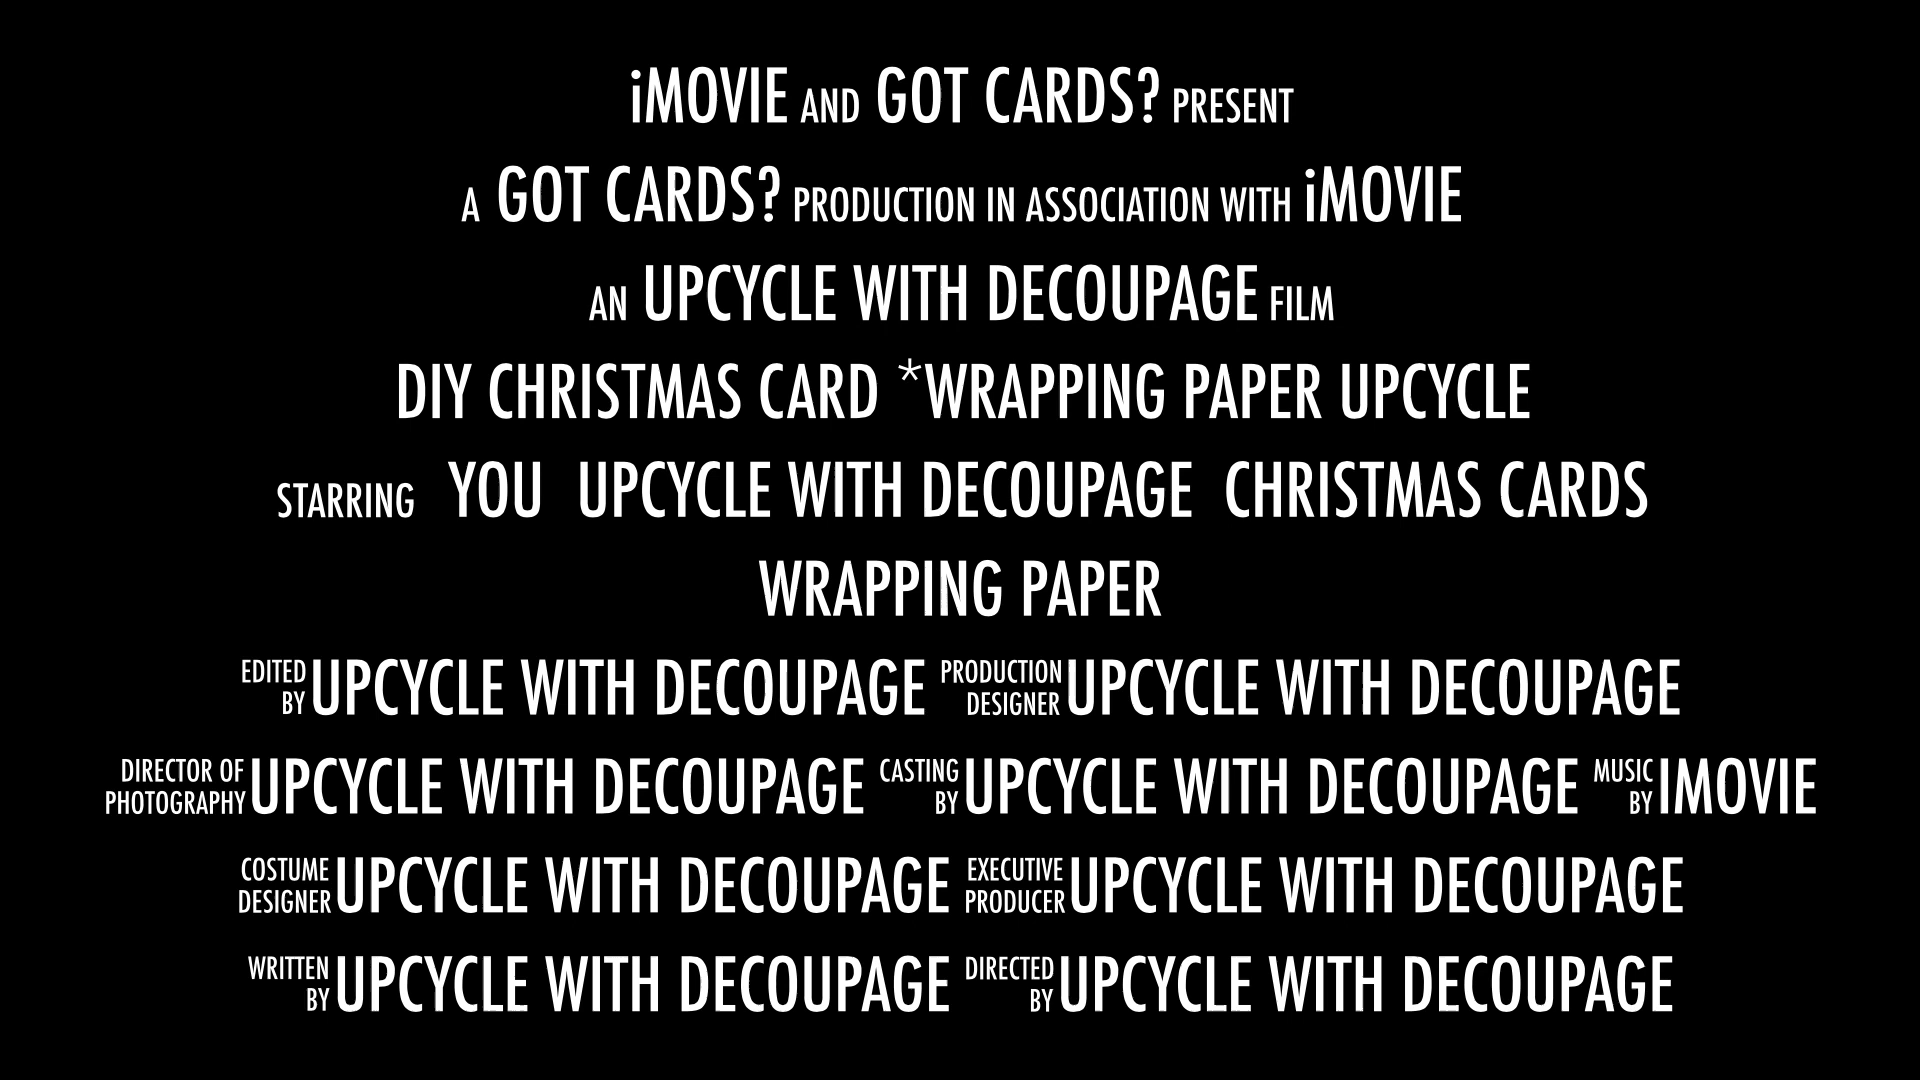 iMOVIE AND GOT CARDS? PRESENT
A GOT CARDS? PRODUCTION IN ASSOCIATION WITH iMOVIE
AN UPCYCLE WITH DECOUPAGE FILM
DIY CHRISTMAS CARD *WRAPPING PAPER UPCYCLE
STARRING YOU UPCYCLE WITH DECOUPAGE CHRISTMAS CARDS
WRAPPING PAPER
EDITED BY UPCYCLE WITH DECOUPAGE PRODUCTION DESIGNER UPCYCLE WITH DECOUPAGE
DIRECTOR OF PHOTOGRAPHY UPCYCLE WITH DECOUPAGE CASTING BY UPCYCLE WITH DECOUPAGE MUSIC BY IMOVIE
COSTUME DESIGNER UPCYCLE WITH DECOUPAGE EXECUTIVE PRODUCER UPCYCLE WITH DECOUPAGE
WRITTEN BY UPCYCLE WITH DECOUPAGE DIRECTED BY UPCYCLE WITH DECOUPAGE